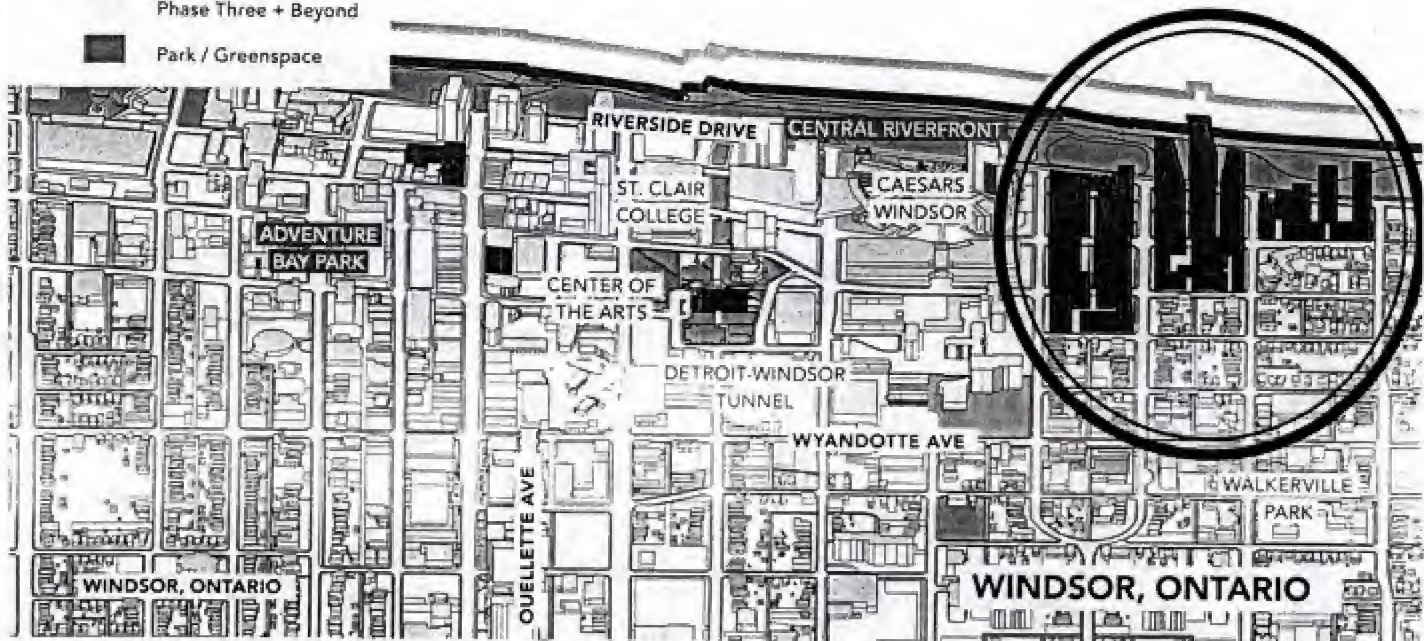 Phase Three + Beyond
Park / Greenspace
RIVERSIDE DRIVE
CENTRAL RIVERFRONT
ST. CLAIR
COLLEGE
CAESARS
WINDSOR
ADVENTURE
BAY PARK
CENTER OF
THE ARTS
DETROIT-WINDSOR
TUNNEL
WYANDOTTE AVE
OUELLETTE AVE
WALKERVILLE
PARK
WINDSOR, ONTARIO
WINDSOR, ONTARIO